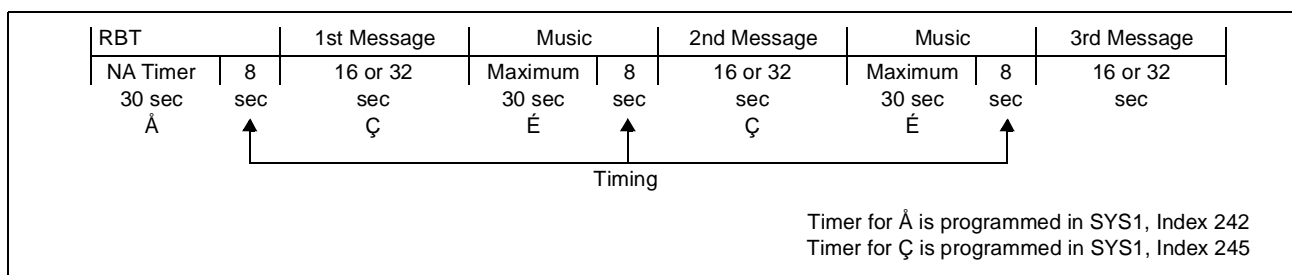 RBT 1st Message Music 2nd Message Music 3rd Message
NA Timer 8 16 or 32 Maximum 8 16 or 32 Maximum 8 16 or 32
30 sec sec sec 30 sec sec sec 30 sec sec sec
Å Ç É Ç É
Timing
Timer for Å is programmed in SYS1, Index 242
Timer for Ç is programmed in SYS1, Index 245